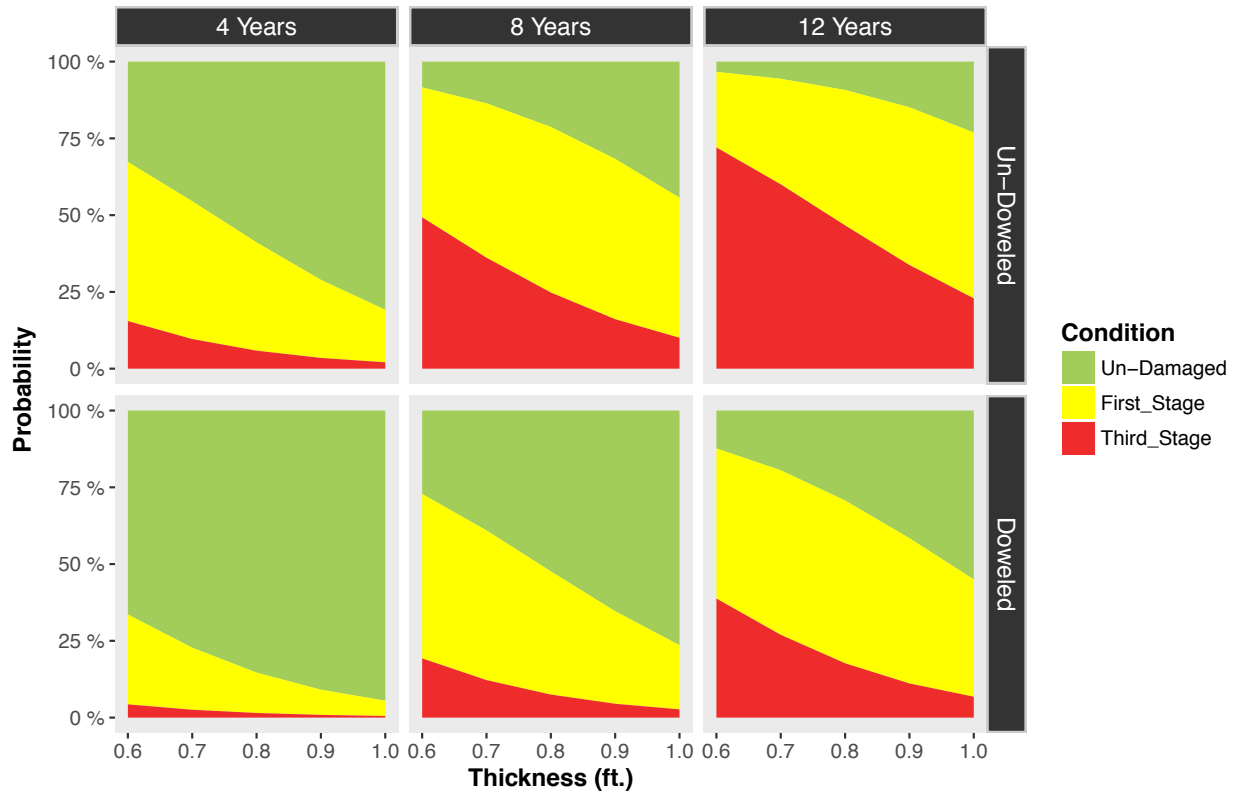 4 Years
8 Years
12 Years
100 %
75 %
50 %
25 %
0 %
Un-Doweled
100 %
75 %
50 %
25 %
0 %
Doweled
0.6 0.7 0.8 0.9 1.0 0.6 0.7 0.8 0.9 1.0 0.6 0.7 0.8 0.9 1.0
Thickness (ft.)
Probability
Condition
Un-Damaged
First_Stage
Third_Stage